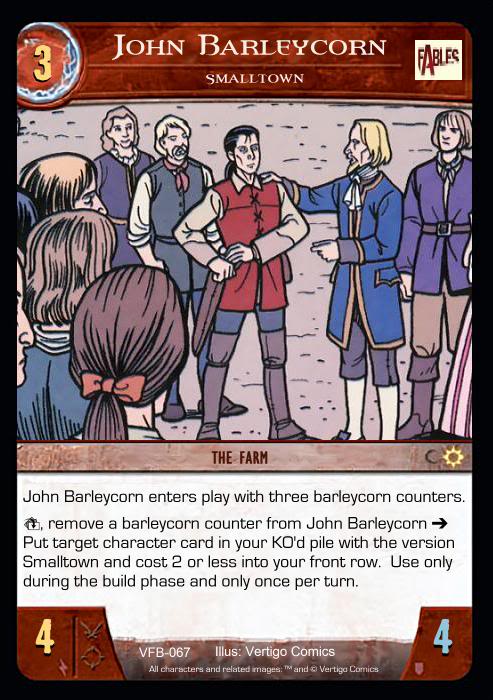 3
JOHN BARLEYCORN
FABLES
SMALLTOWN
THE FARM
John Barleycorn enters play with three barleycorn counters.
, remove a barleycorn counter from John Barleycorn ➔
Put target character card in your KO'd pile with the version
Smalltown and cost 2 or less into your front row. Use only
during the build phase and only once per turn.
4
4
VFB-067 Illus: Vertigo Comics
All characters and related images: ™ and © Vertigo Comics